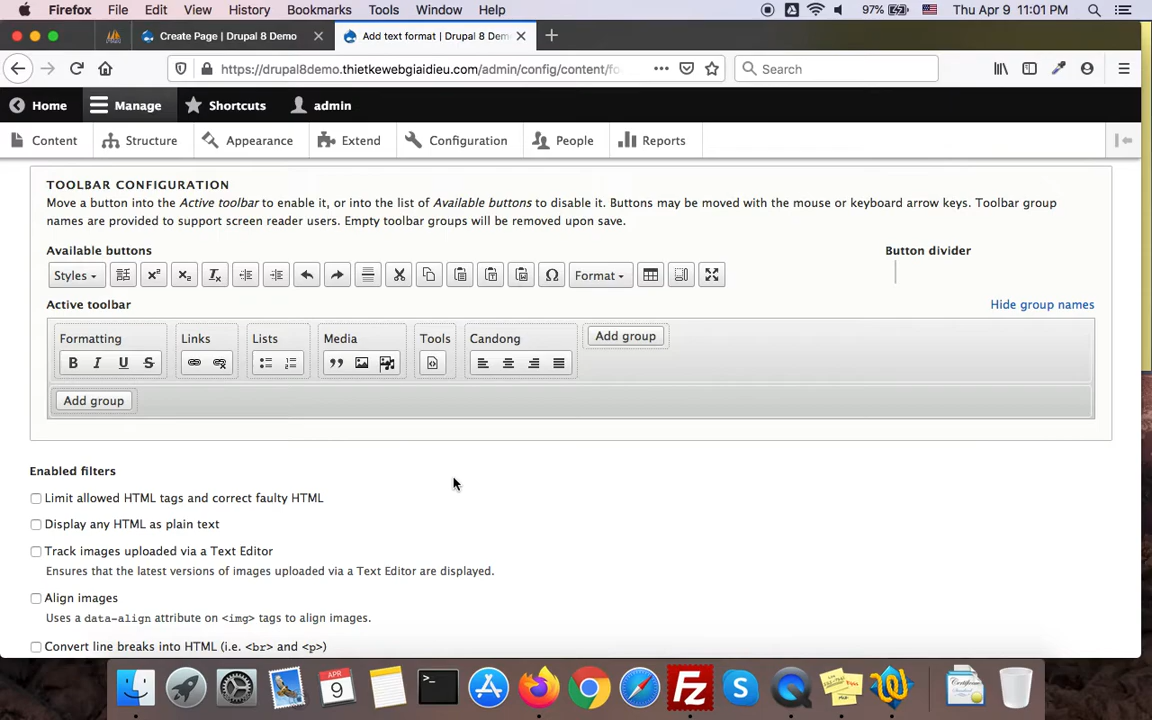 Firefox File Edit View History Bookmarks Tools Window Help 97% Thu Apr 9 11:01 PM
Create Page | Drupal 8 Demo Add text format | Drupal 8 Dem
https://drupal8demo.thietkewebgiaidieu.com/admin/config/content/fo Search
Home Manage Shortcuts admin
Content Structure Appearance Extend Configuration People Reports
TOOLBAR CONFIGURATION
Move a button into the Active toolbar to enable it, or into the list of Available buttons to disable it. Buttons may be moved with the mouse or keyboard arrow keys. Toolbar group
names are provided to support screen reader users. Empty toolbar groups will be removed upon save.
Available buttons Button divider
Styles Format
Active toolbar Hide group names
Formatting Links Lists Media Tools Candong Add group
B I U S
Add group
Enabled filters
Limit allowed HTML tags and correct faulty HTML
Display any HTML as plain text
Track images uploaded via a Text Editor
Ensures that the latest versions of images uploaded via a Text Editor are displayed.
Align images
Uses a data-align attribute on <img> tags to align images.
Convert line breaks into HTML (i.e. <br> and <p>)
APR
9